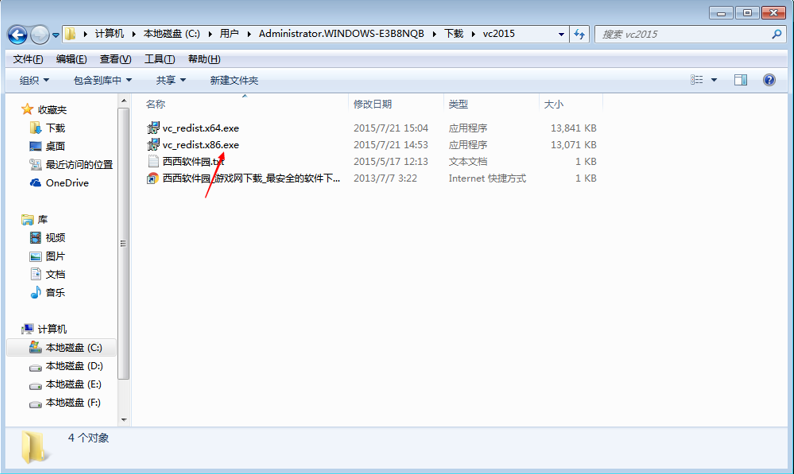 计算机 本地磁盘 (C:) 用户 Administrator.WINDOWS-E3B8NQB 下载 vc2015 搜索 vc2015
文件(F) 编辑(E) 查看(V) 工具(T) 帮助(H)
组织 包含到库中 共享 新建文件夹
名称 修改日期 类型 大小
vc_redist.x64.exe 2015/7/21 15:04 应用程序 13,841 KB
vc_redist.x86.exe 2015/7/21 14:53 应用程序 13,071 KB
西西软件园.txt 2015/5/17 12:13 文本文档 1 KB
西西软件园_游戏网下载_最安全的软件下... 2013/7/7 3:22 Internet 快捷方式 1 KB
收藏夹
下载
桌面
最近访问的位置
OneDrive
库
视频
图片
文档
音乐
计算机
本地磁盘 (C:)
本地磁盘 (D:)
本地磁盘 (E:)
本地磁盘 (F:)
4 个对象